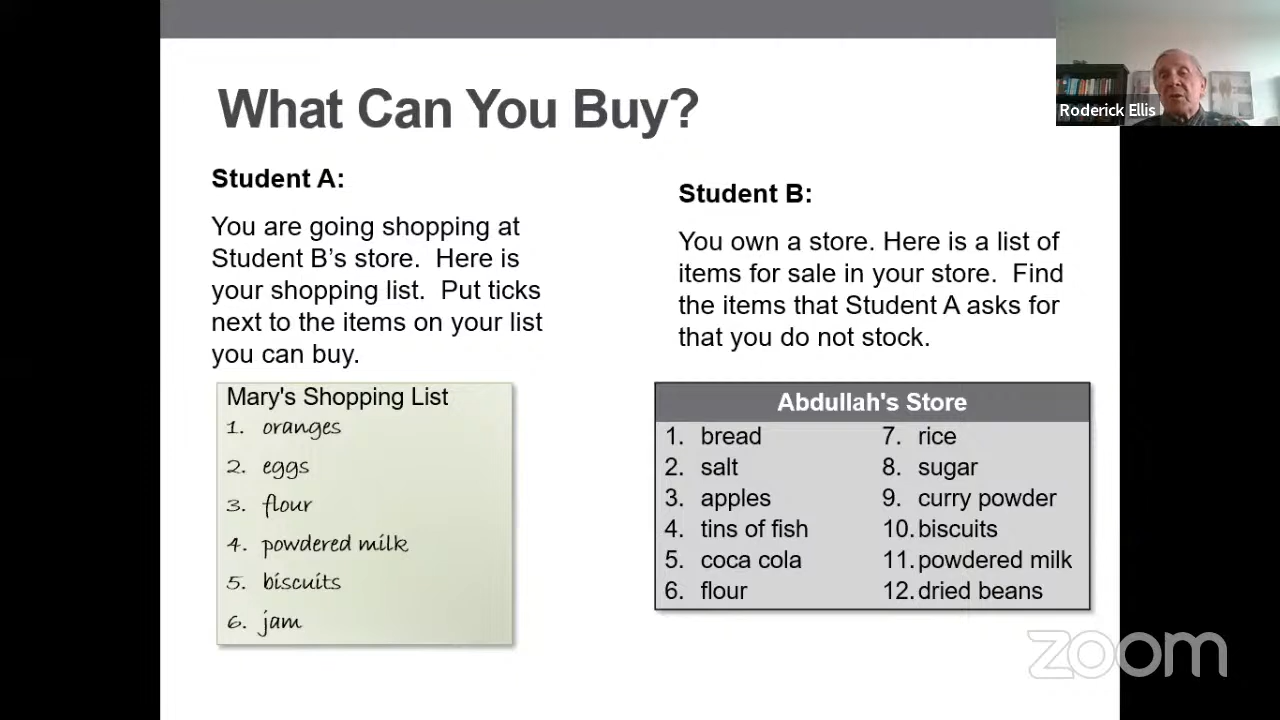 What Can You Buy?
Roderick Ellis
Student A:
You are going shopping at
Student B’s store.  Here is
your shopping list.  Put ticks
next to the items on your list
you can buy.
Mary's Shopping List
1. oranges
2. eggs
3. flour
4. powdered milk
5. biscuits
6. jam
Student B:
You own a store. Here is a list of
items for sale in your store.  Find
the items that Student A asks for
that you do not stock.
Abdullah's Store
1. bread
2. salt
3. apples
4. tins of fish
5. coca cola
6. flour
7. rice
8. sugar
9. curry powder
10. biscuits
11. powdered milk
12. dried beans
zoom